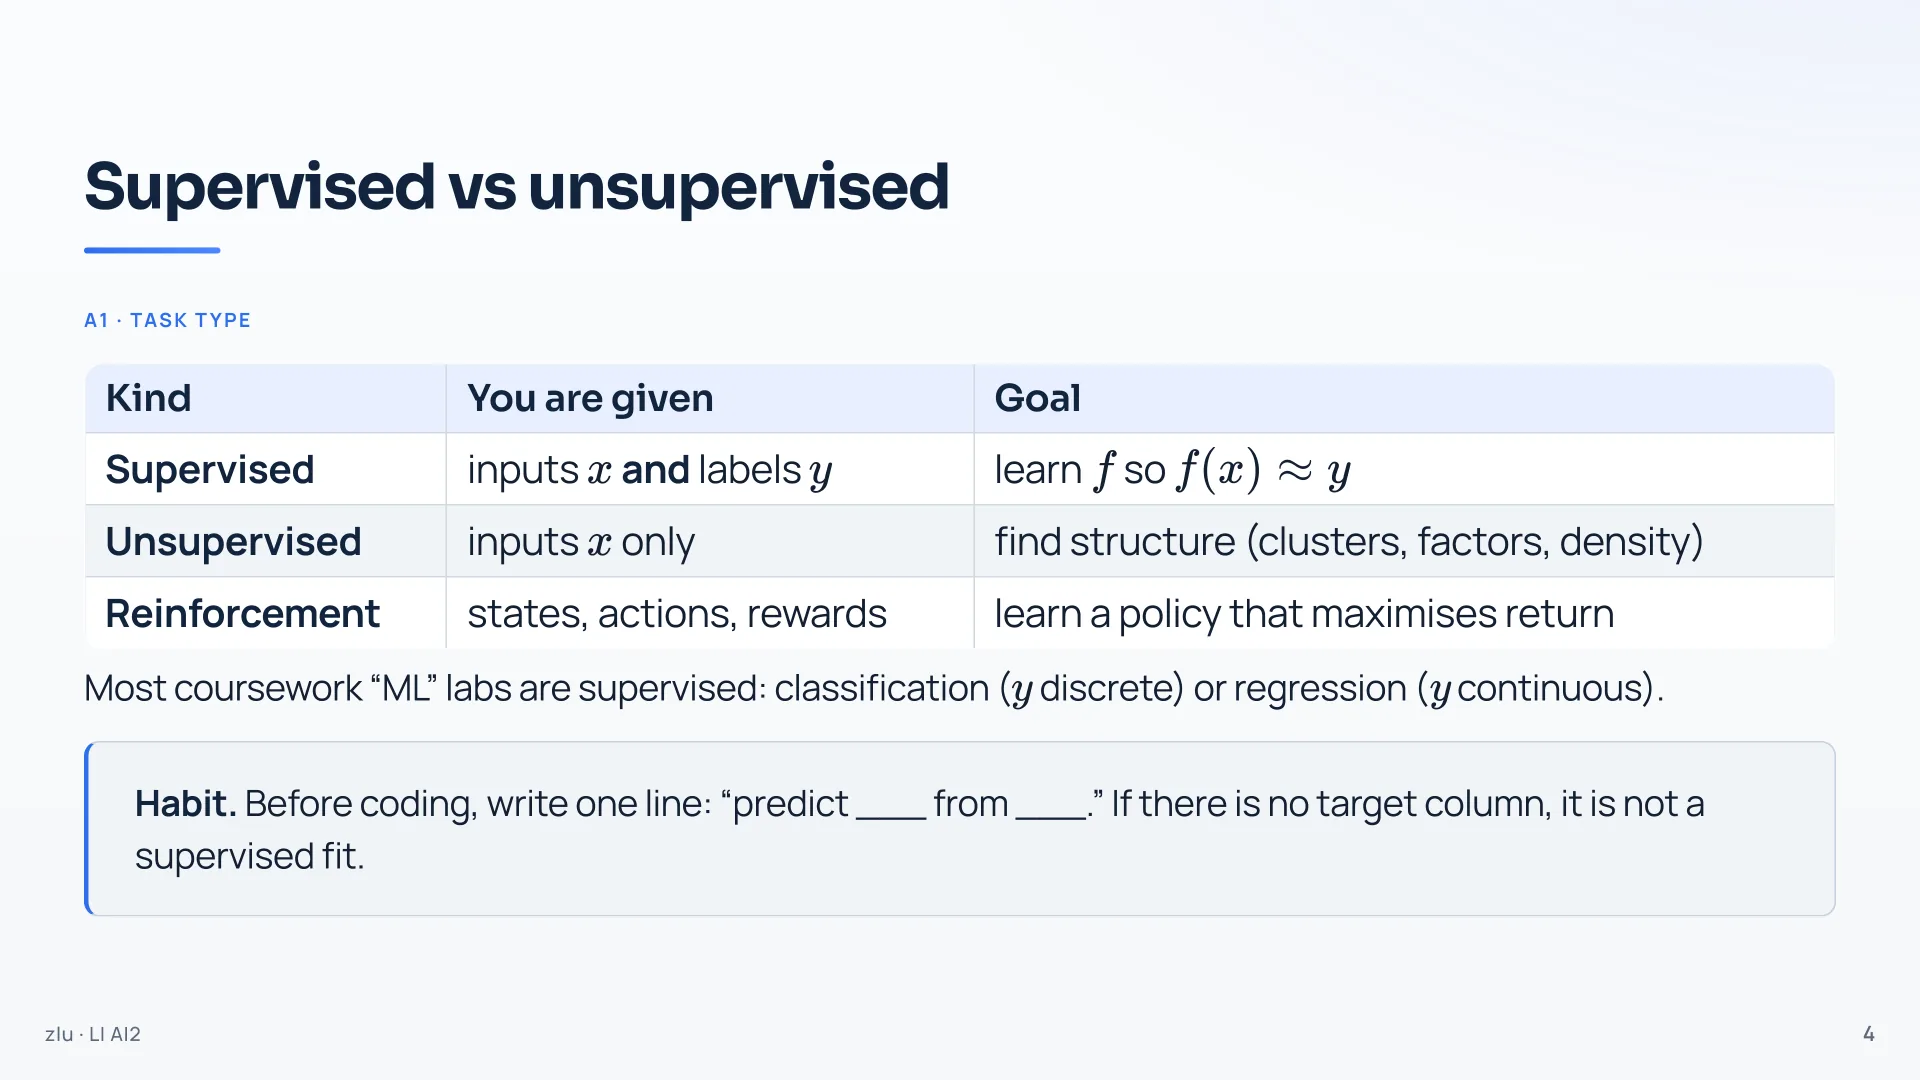 Supervised vs unsupervised
A1 · TASK TYPE
Kind You are given Goal
Supervised inputs x and labels y learn f so f(x) ≈ y
Unsupervised inputs x only find structure (clusters, factors, density)
Reinforcement states, actions, rewards learn a policy that maximises return
Most coursework “ML” labs are supervised: classification (y discrete) or regression (y continuous).
Habit. Before coding, write one line: “predict ____ from ____.” If there is no target column, it is not a
supervised fit.
zlu · LI AI2
4